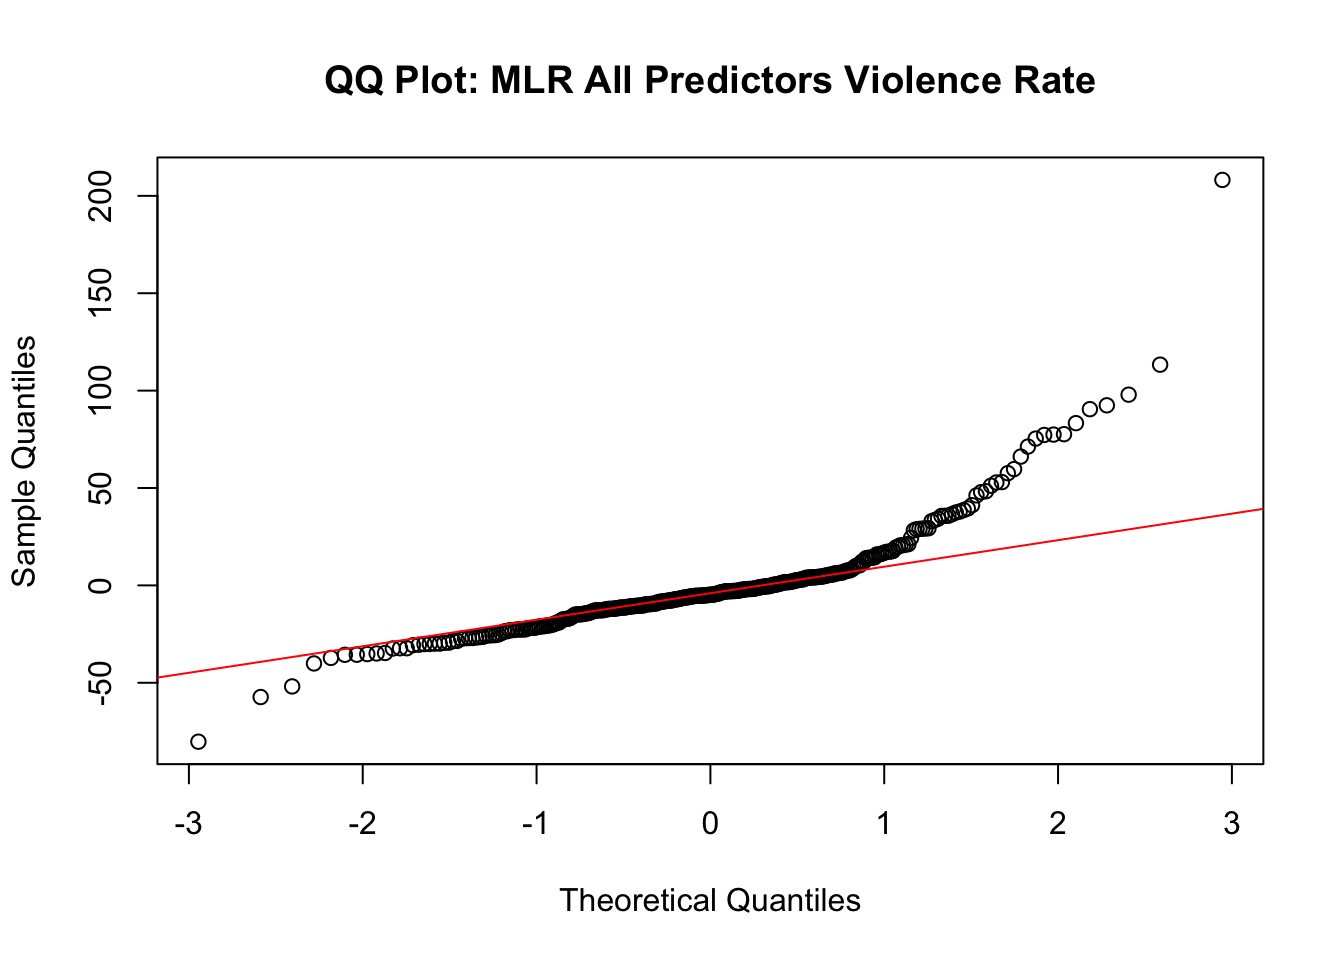 QQ Plot: MLR All Predictors Violence Rate
Sample Quantiles
200
150
100
50
0
-50
-3 -2 -1 0 1 2 3
Theoretical Quantiles